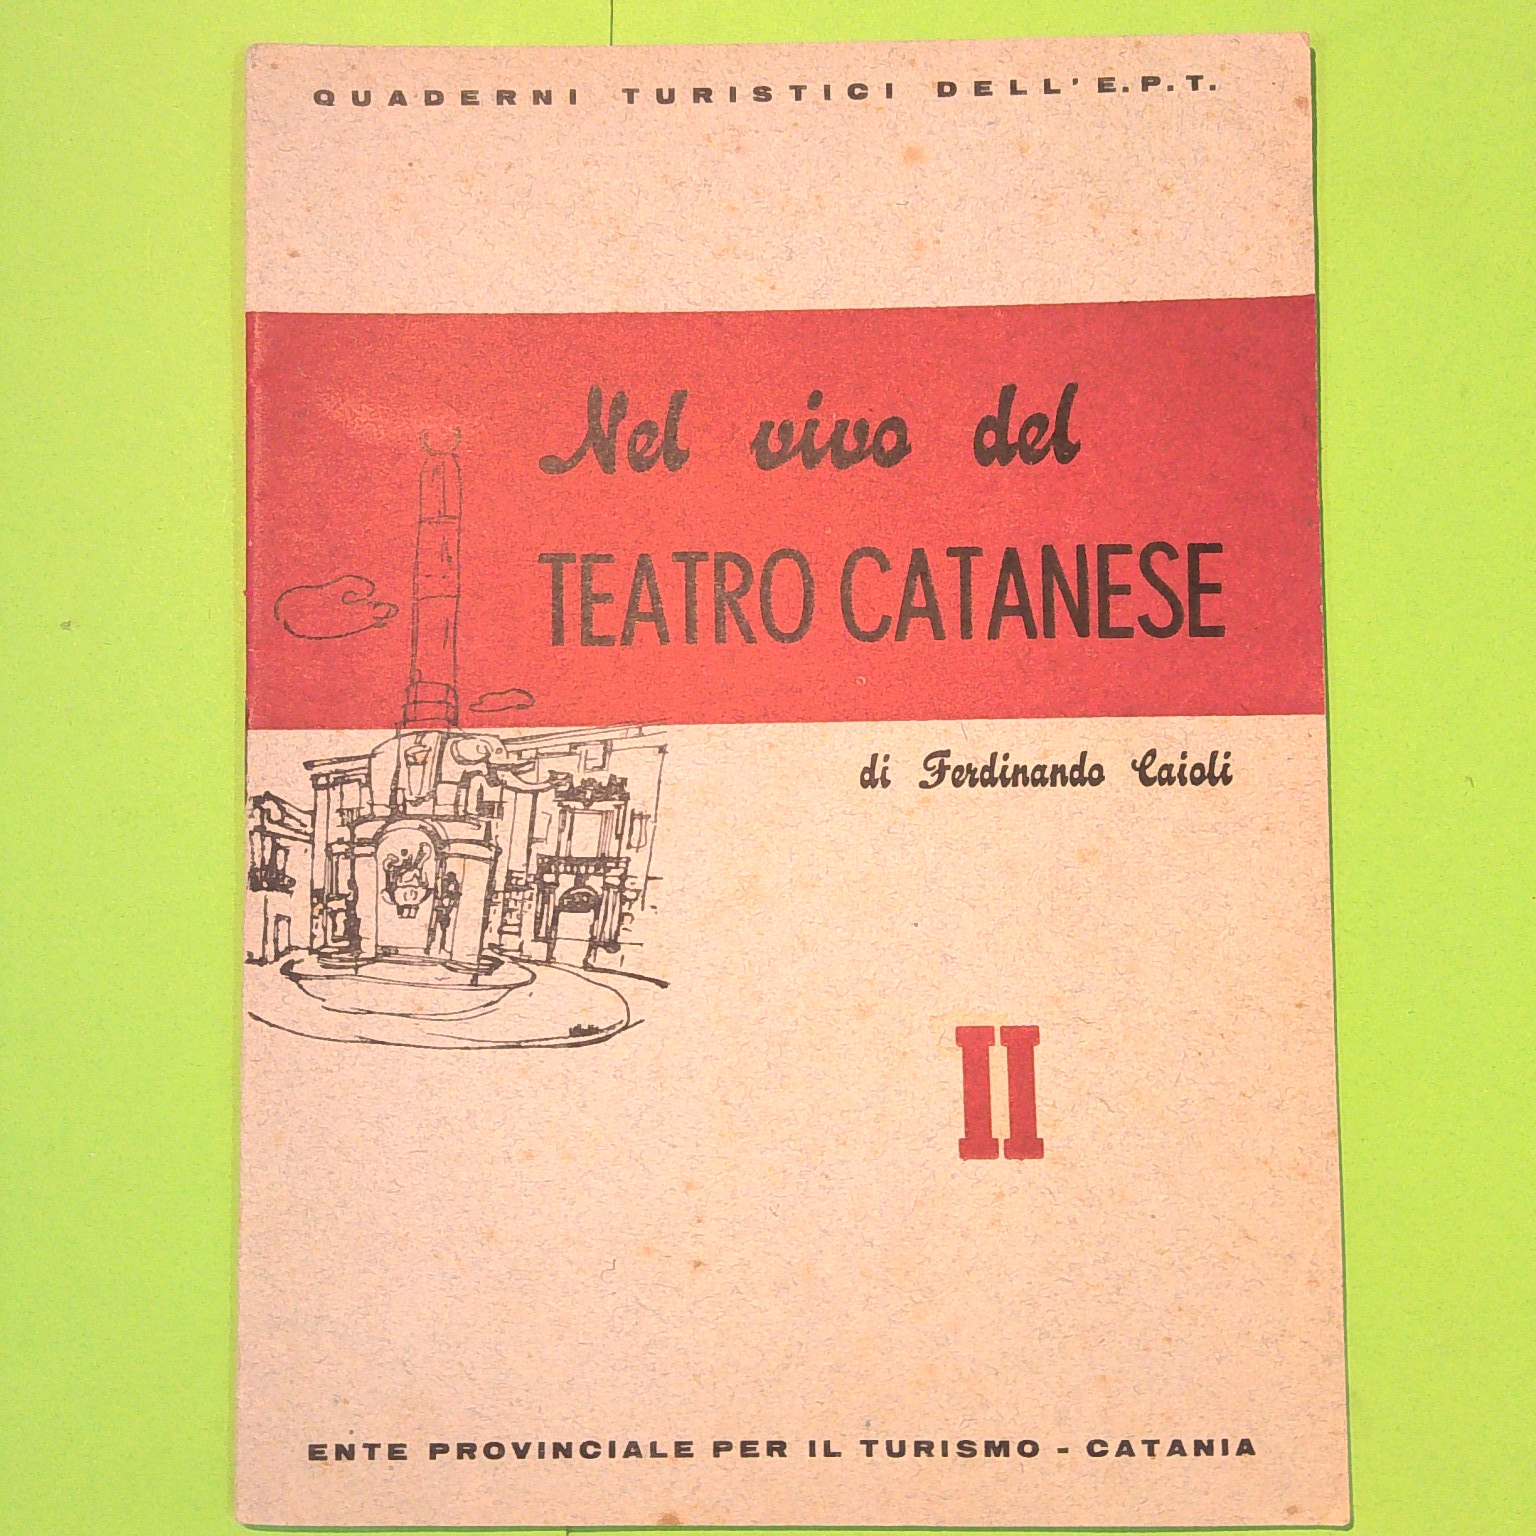 QUADERNI TURISTICI DELL'E.P.T.
Nel vivo del
TEATRO CATANESE
di Ferdinando Caioli
II
ENTE PROVINCIALE PER IL TURISMO - CATANIA